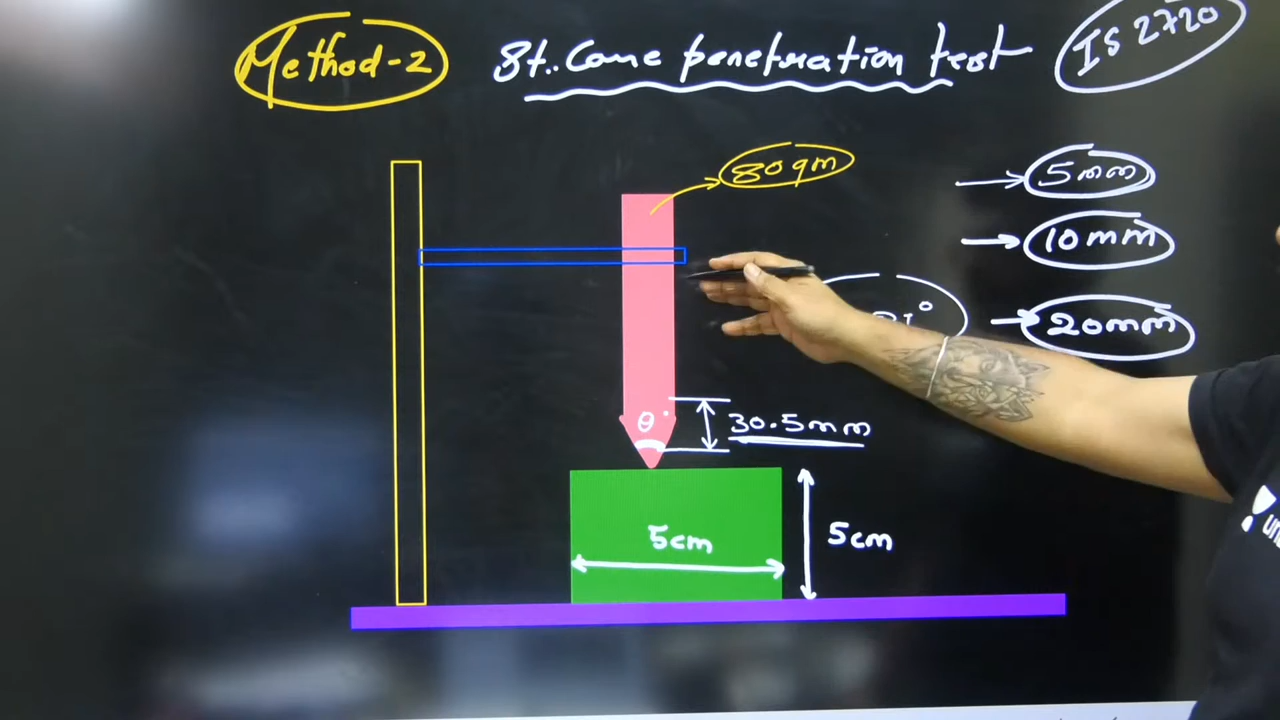 Method-2
St. Cone penetration test
IS 2720
80gm
5mm
10mm
20mm
θ°
30.5mm
5cm
5cm